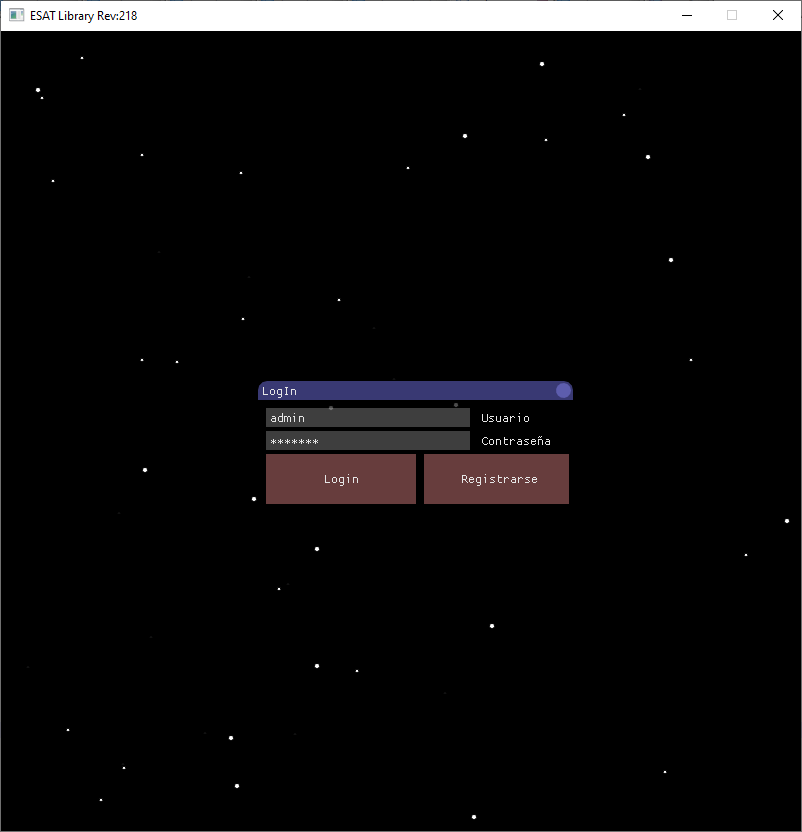 ESAT Library Rev:218
LogIn
admin Usuario
******* Contraseña
Login Registrarse